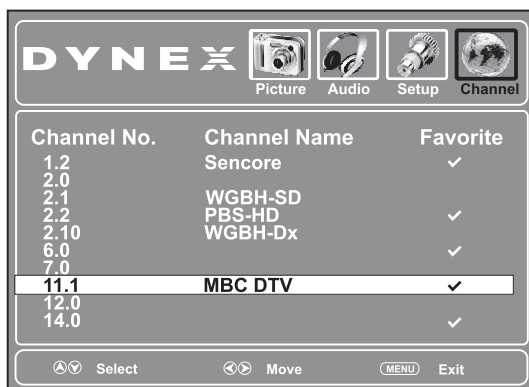 DYNEX
Picture Audio Setup Channel
Channel No. Channel Name Favorite
1.2 Sencore ✓
2.0
2.1 WGBH-SD
2.2 PBS-HD ✓
2.10 WGBH-Dx
6.0 ✓
7.0
11.1 MBC DTV ✓
12.0
14.0 ✓
Select Move MENU Exit